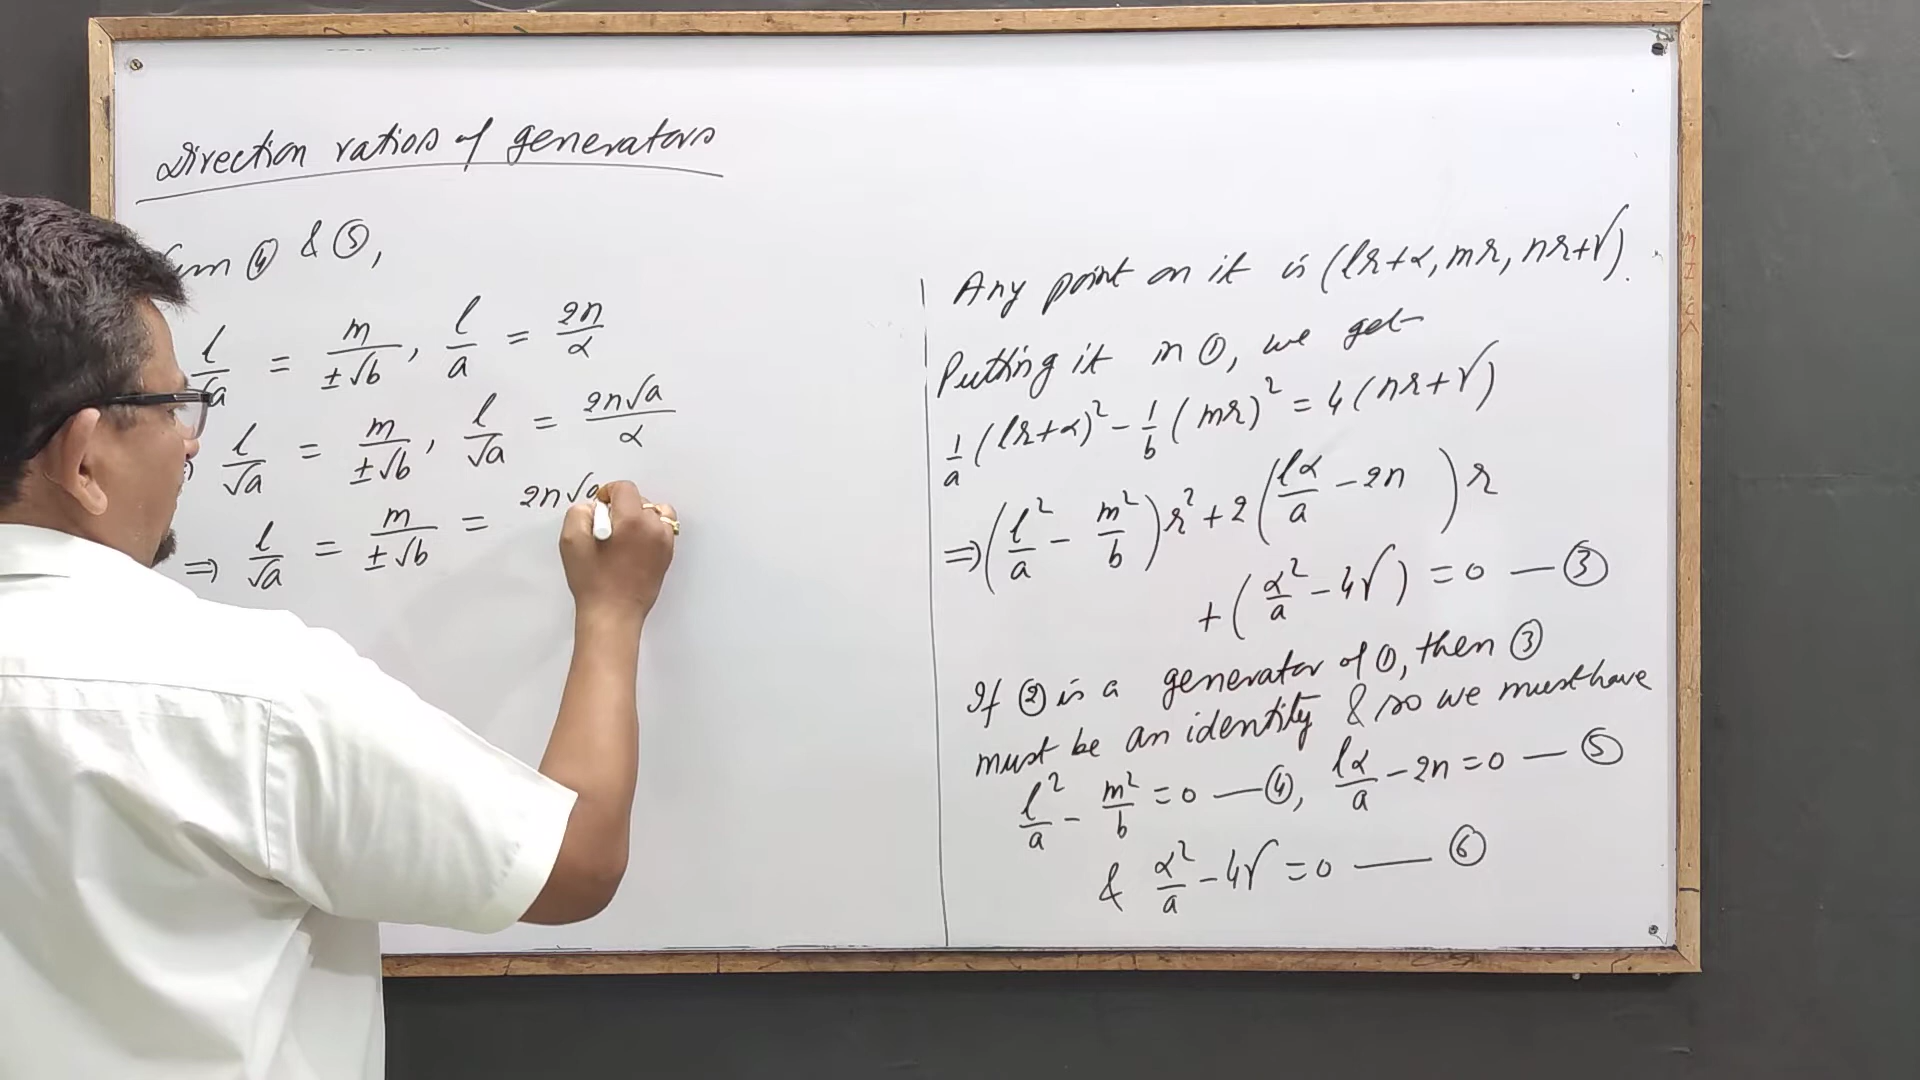 Direction ratios of generators
④ & ⑤,
l/√a = m/±√b, l/a = 2n/α
l/√a = m/±√b, l/√a = 2n√a/α
⇒ l/√a = m/±√b = 2n√a
Any point on it is (lr+α, mr, nr+γ).
Putting it in ①, we get
1/a (lr+α)² - 1/b (mr)² = 4(nr+γ)
⇒ (l²/a - m²/b) r² + 2 (lα/a - 2n) r
+ (α²/a - 4γ) = 0 — ③
If ② is a generator of ①, then ③
must be an identity & so we must have
l²/a - m²/b = 0 — ④, lα/a - 2n = 0 — ⑤
& α²/a - 4γ = 0 — ⑥